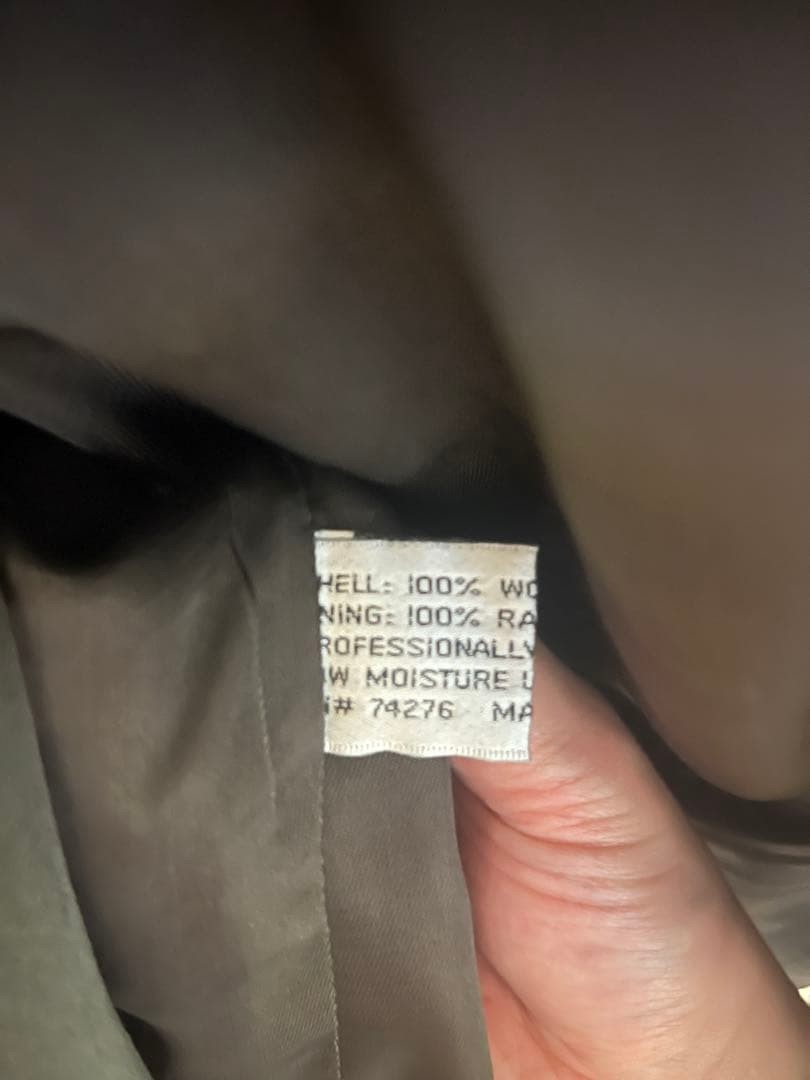 HELL: 100% WO
NING: 100% RA
ROFESSIONALLY
W MOISTURE
# 74276 MA